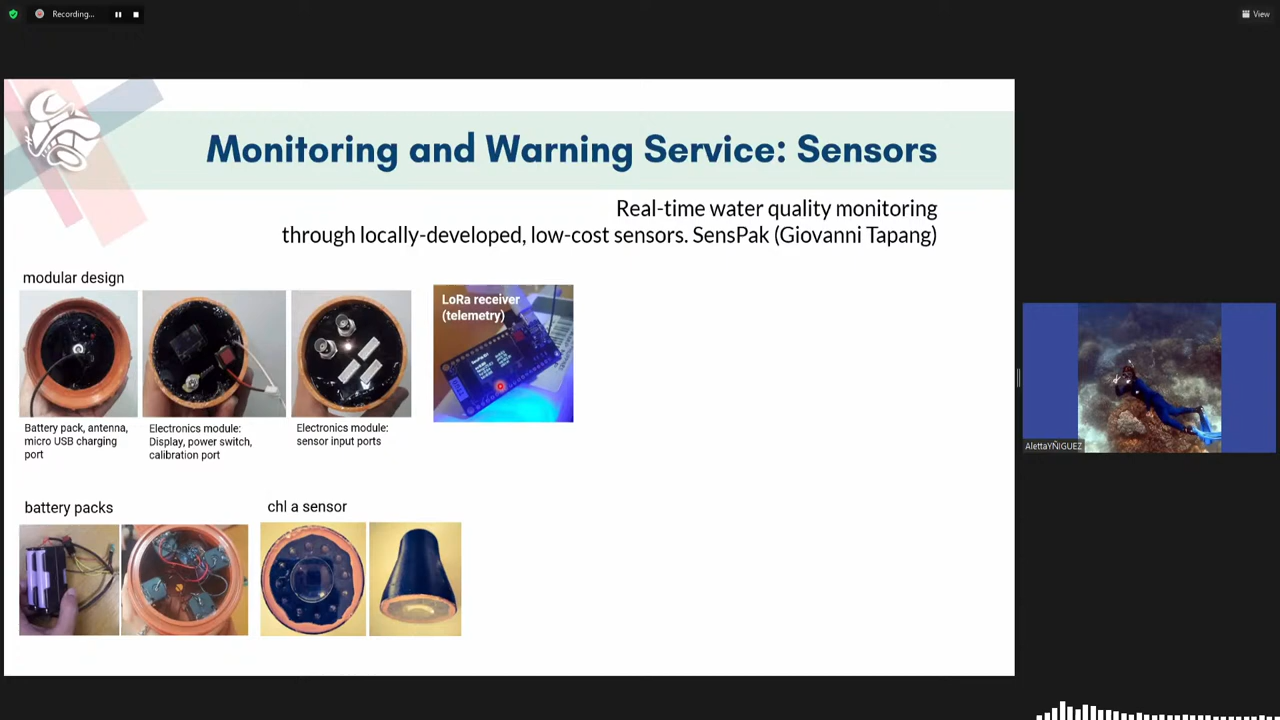 Recording...
View
Monitoring and Warning Service: Sensors
Real-time water quality monitoring
through locally-developed, low-cost sensors. SensPak (Giovanni Tapang)
modular design
LoRa receiver
(telemetry)
Battery pack, antenna,
micro USB charging
port
Electronics module:
Display, power switch,
calibration port
Electronics module:
sensor input ports
battery packs
chl a sensor
AlettaYÑIGUEZ